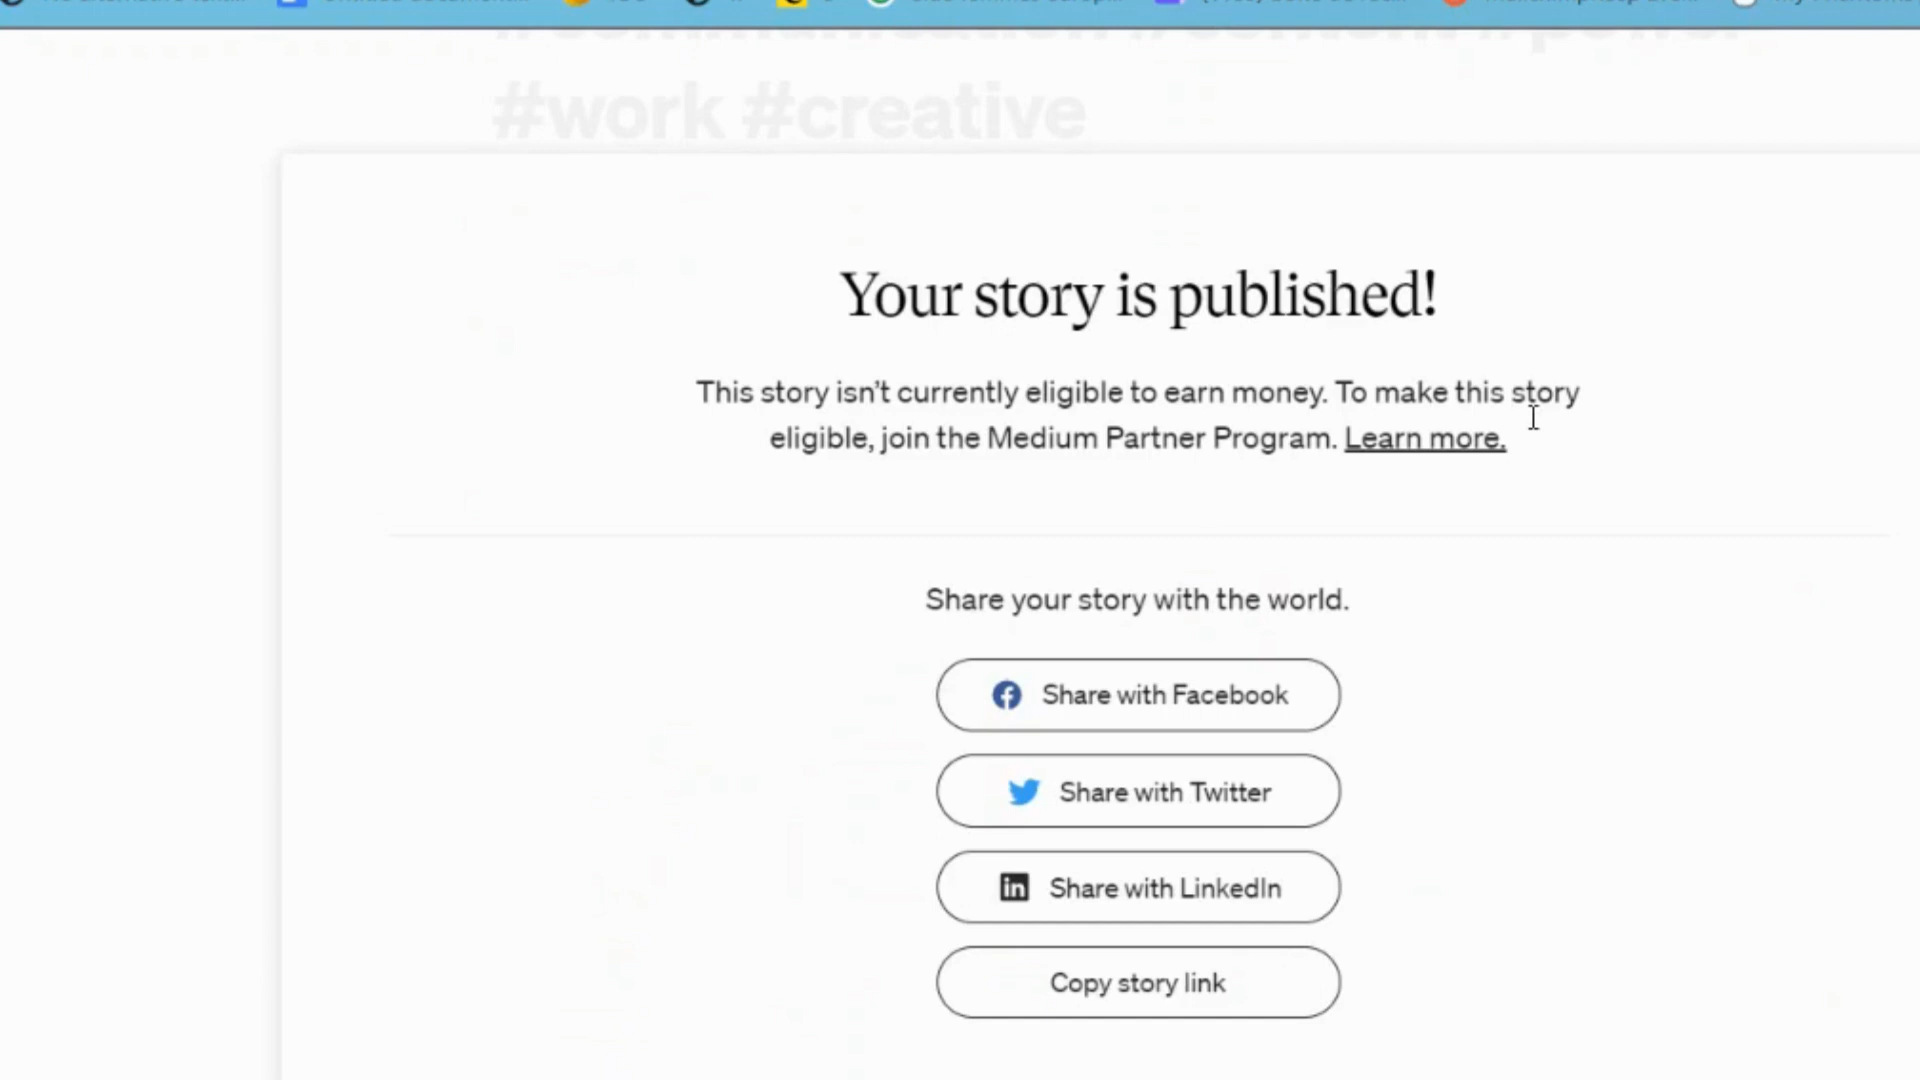 #work #creative
Your story is published!
This story isn't currently eligible to earn money. To make this story
eligible, join the Medium Partner Program. Learn more.
Share your story with the world.
Share with Facebook
Share with Twitter
Share with LinkedIn
Copy story link